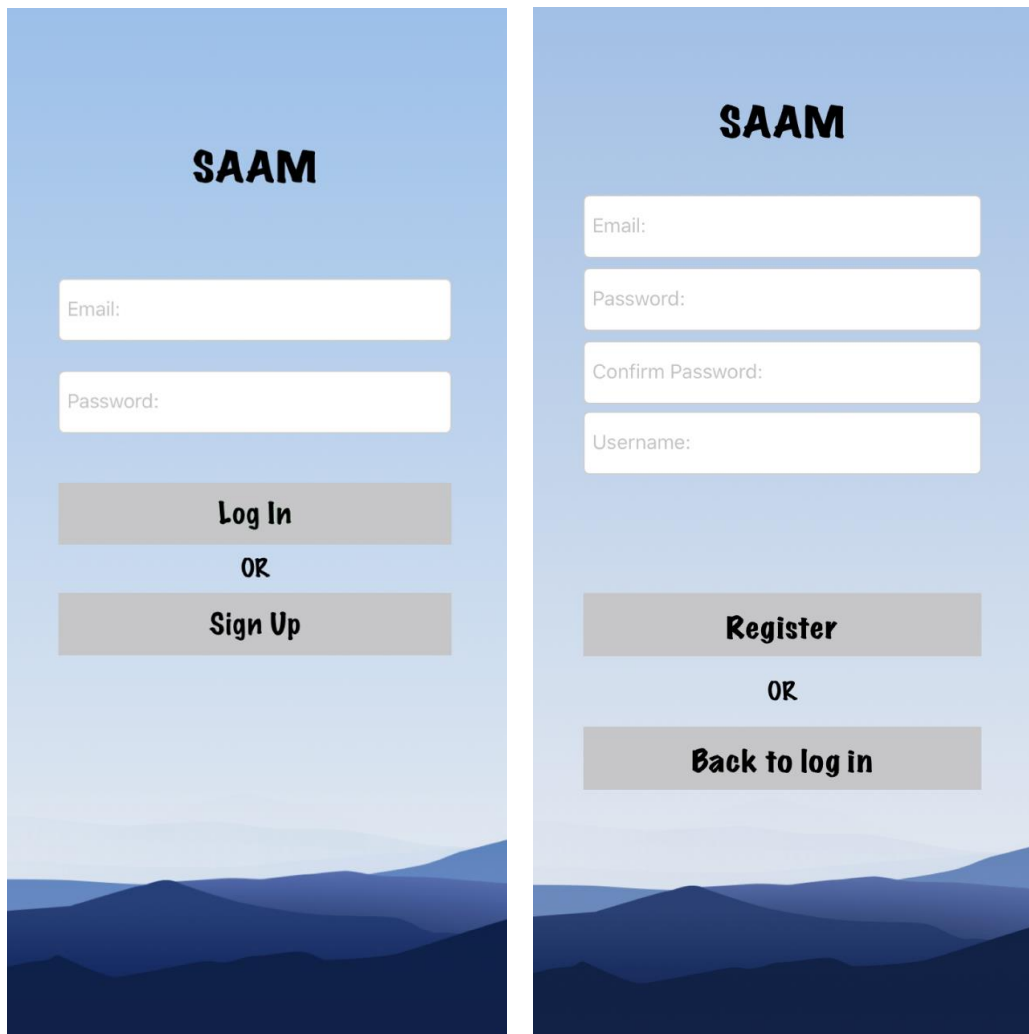 SAAM
Email:
Password:
Log In
OR
Sign Up
SAAM
Email:
Password:
Confirm Password:
Username:
Register
OR
Back to log in